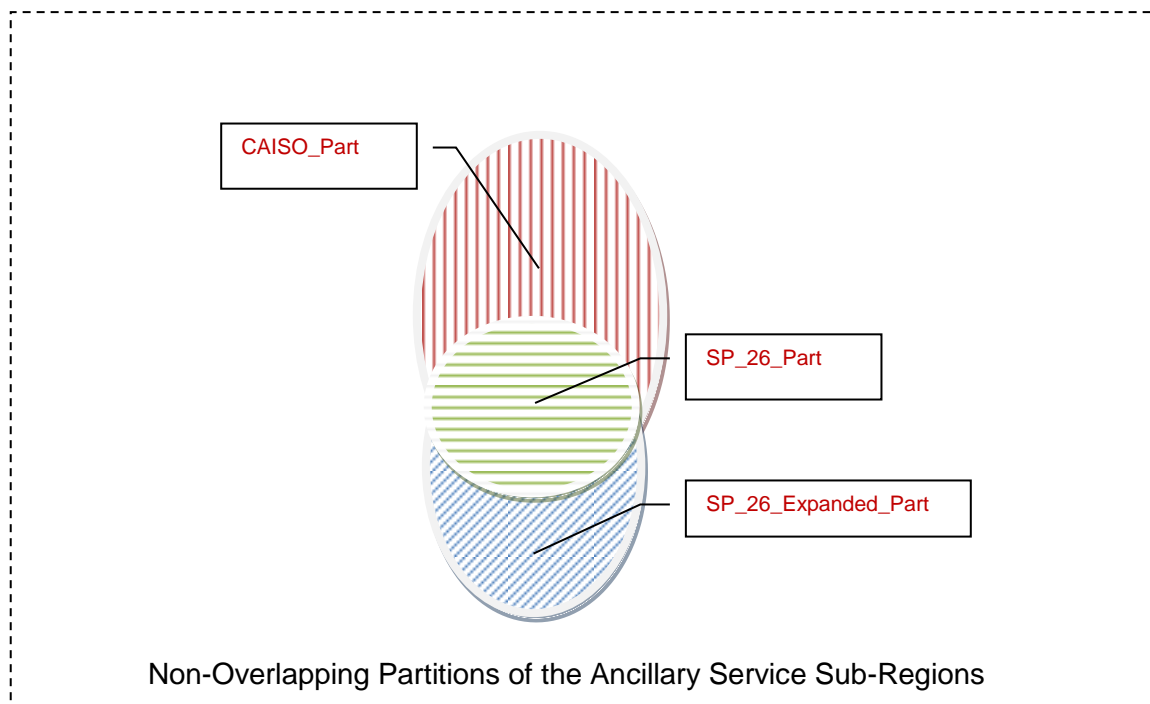 CAISO_Part
SP_26_Part
SP_26_Expanded_Part
Non-Overlapping Partitions of the Ancillary Service Sub-Regions